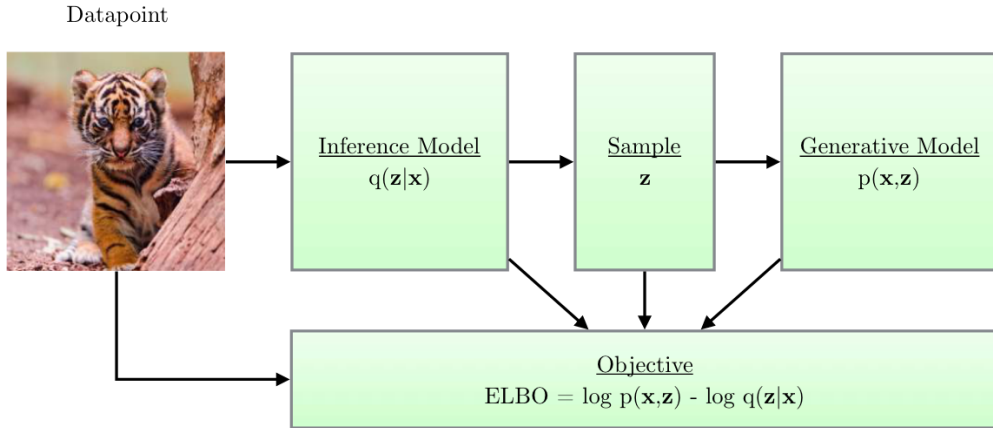 Datapoint
Inference Model
q(z|x)
Sample
z
Generative Model
p(x,z)
Objective
ELBO = log p(x,z) - log q(z|x)